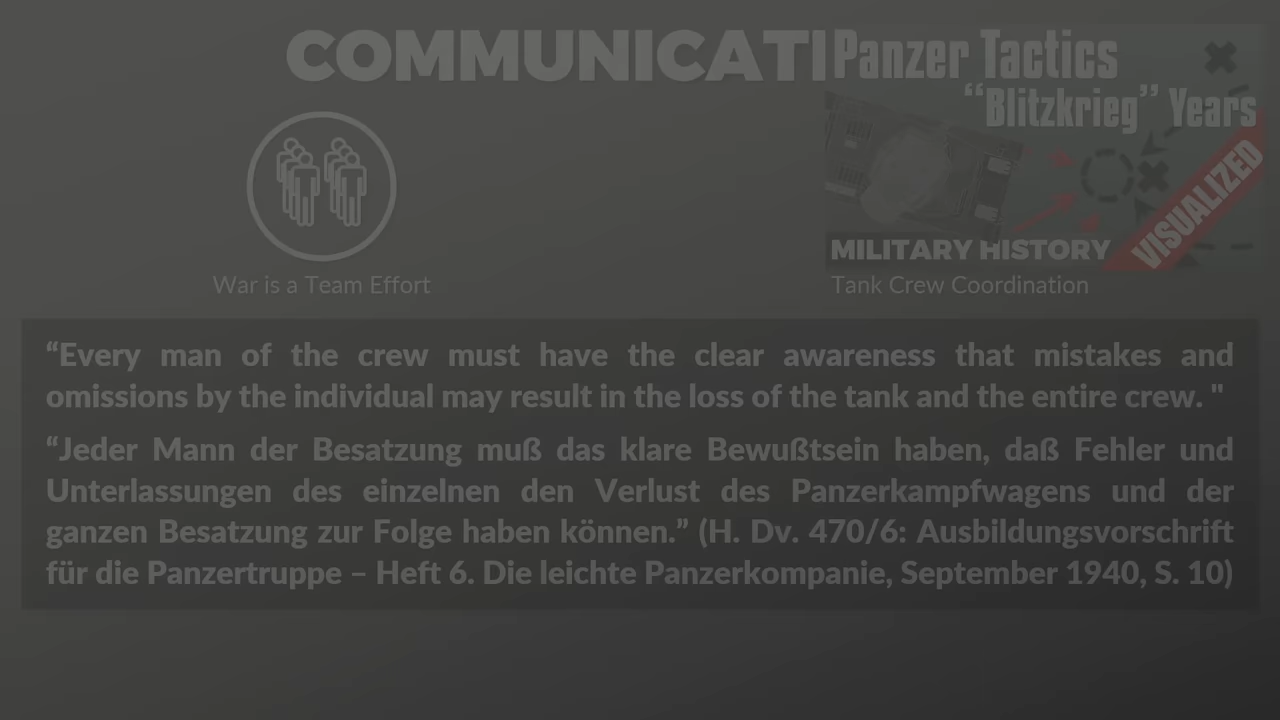 COMMUNICATI
Panzer Tactics
“Blitzkrieg” Years
VISUALIZED
MILITARY HISTORY
War is a Team Effort
Tank Crew Coordination
“Every man of the crew must have the clear awareness that mistakes and
omissions by the individual may result in the loss of the tank and the entire crew. "
“Jeder Mann der Besatzung muß das klare Bewußtsein haben, daß Fehler und
Unterlassungen des einzelnen den Verlust des Panzerkampfwagens und der
ganzen Besatzung zur Folge haben können.” (H. Dv. 470/6: Ausbildungsvorschrift
für die Panzertruppe – Heft 6. Die leichte Panzerkompanie, September 1940, S. 10)